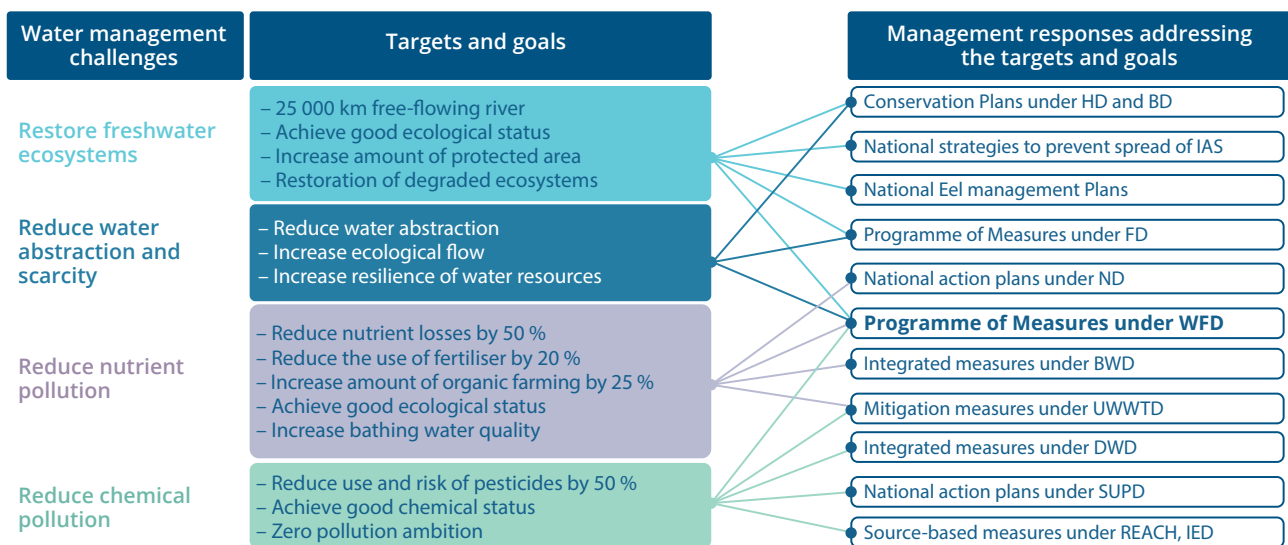 Water management
challenges
Targets and goals
Management responses addressing
the targets and goals
Restore freshwater
ecosystems
– 25 000 km free-flowing river
– Achieve good ecological status
– Increase amount of protected area
– Restoration of degraded ecosystems
Reduce water
abstraction and
scarcity
– Reduce water abstraction
– Increase ecological flow
– Increase resilience of water resources
Reduce nutrient
pollution
– Reduce nutrient losses by 50 %
– Reduce the use of fertiliser by 20 %
– Increase amount of organic farming by 25 %
– Achieve good ecological status
– Increase bathing water quality
Reduce chemical
pollution
– Reduce use and risk of pesticides by 50 %
– Achieve good chemical status
– Zero pollution ambition
Conservation Plans under HD and BD
National strategies to prevent spread of IAS
National Eel management Plans
Programme of Measures under FD
National action plans under ND
Programme of Measures under WFD
Integrated measures under BWD
Mitigation measures under UWWTD
Integrated measures under DWD
National action plans under SUPD
Source-based measures under REACH, IED